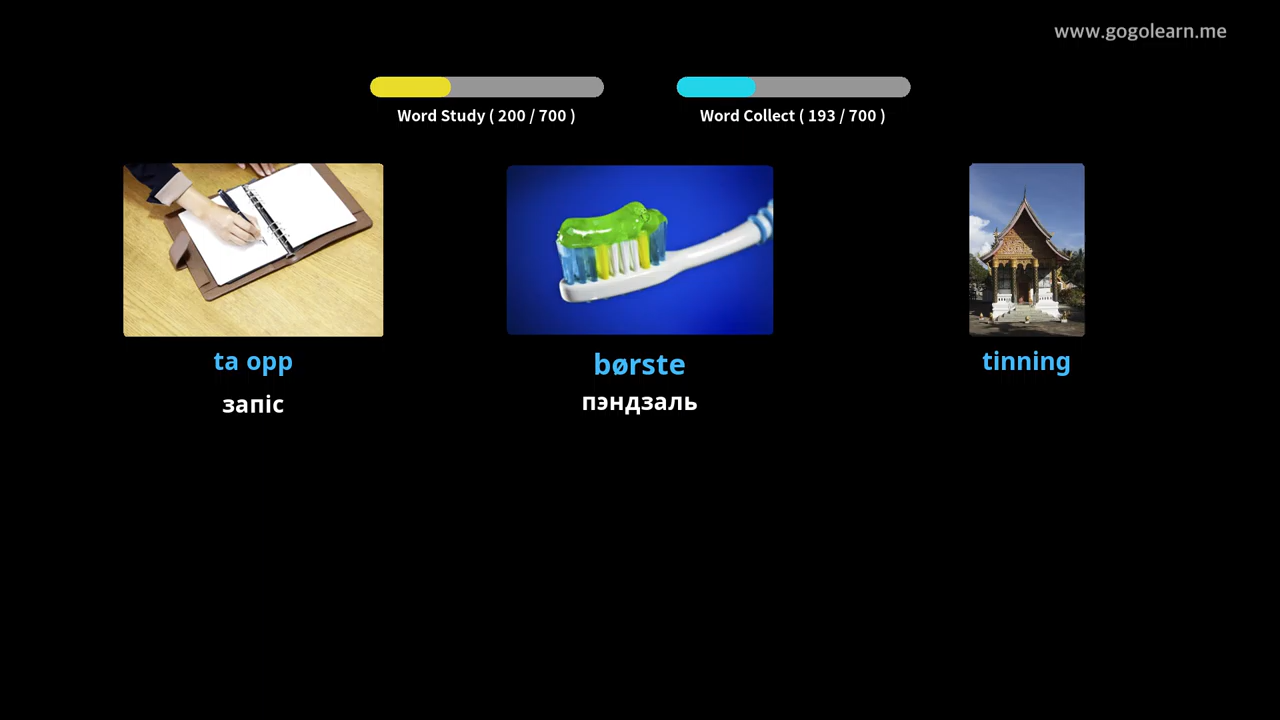 www.gogolearn.me
Word Study ( 200 / 700 )
Word Collect ( 193 / 700 )
ta opp
børste
tinning
запіс
пэндзаль